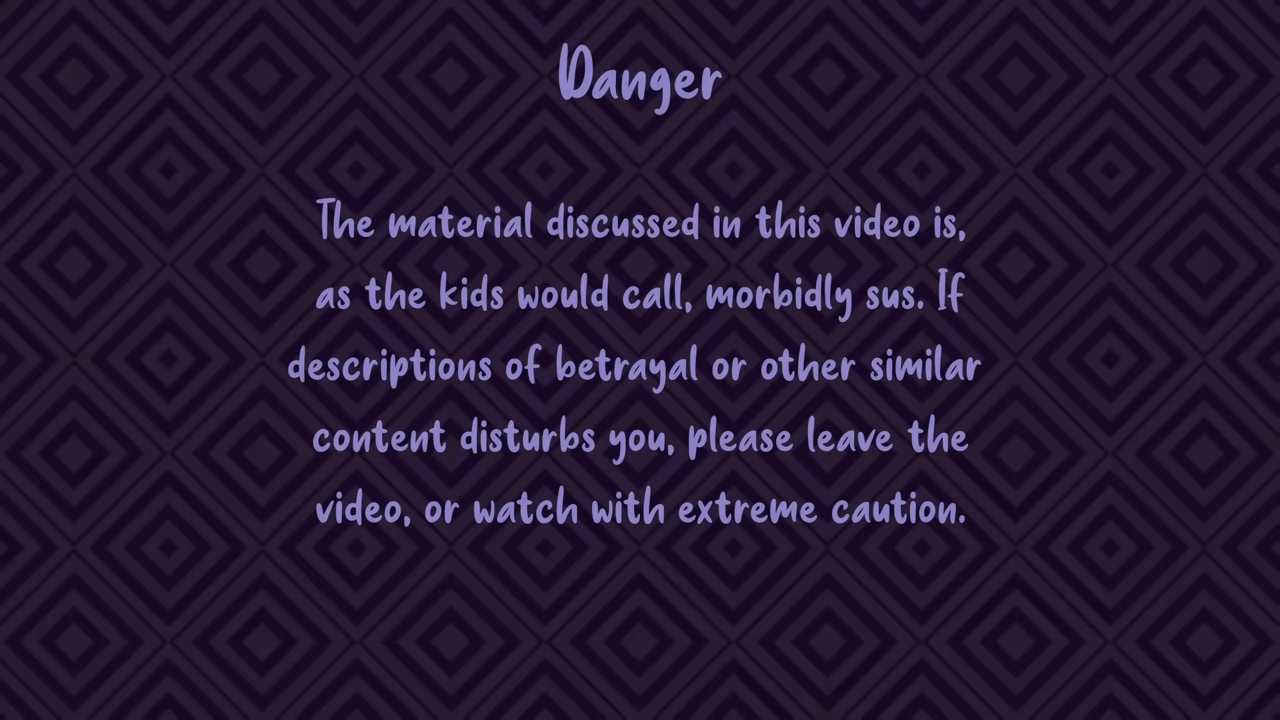 Danger
The material discussed in this video is,
as the kids would call, morbidly sus. If
descriptions of betrayal or other similar
content disturbs you, please leave the
video, or watch with extreme caution.